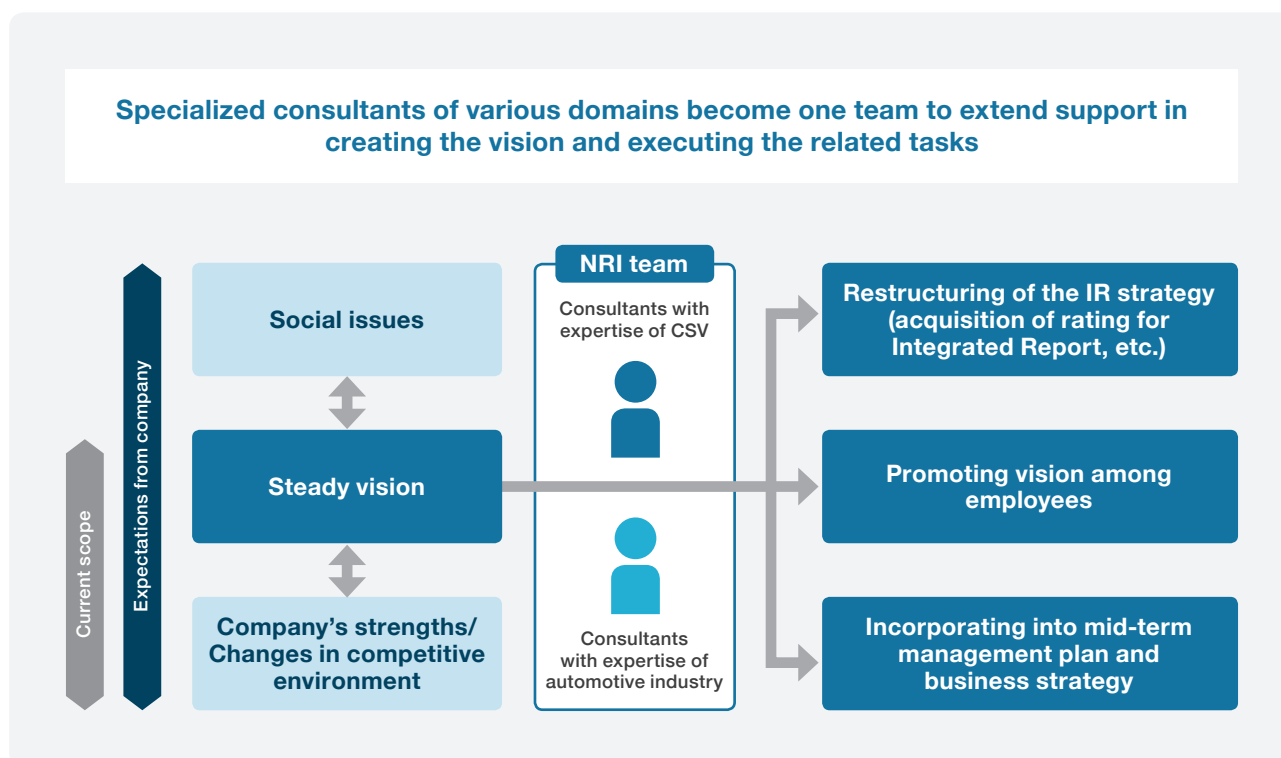 Specialized consultants of various domains become one team to extend support in
creating the vision and executing the related tasks
Current scope
Expectations from company
Social issues
Steady vision
Company’s strengths/
Changes in competitive
environment
NRI team
Consultants with
expertise of CSV
Consultants
with expertise of
automotive industry
Restructuring of the IR strategy
(acquisition of rating for
Integrated Report, etc.)
Promoting vision among
employees
Incorporating into mid-term
management plan and
business strategy